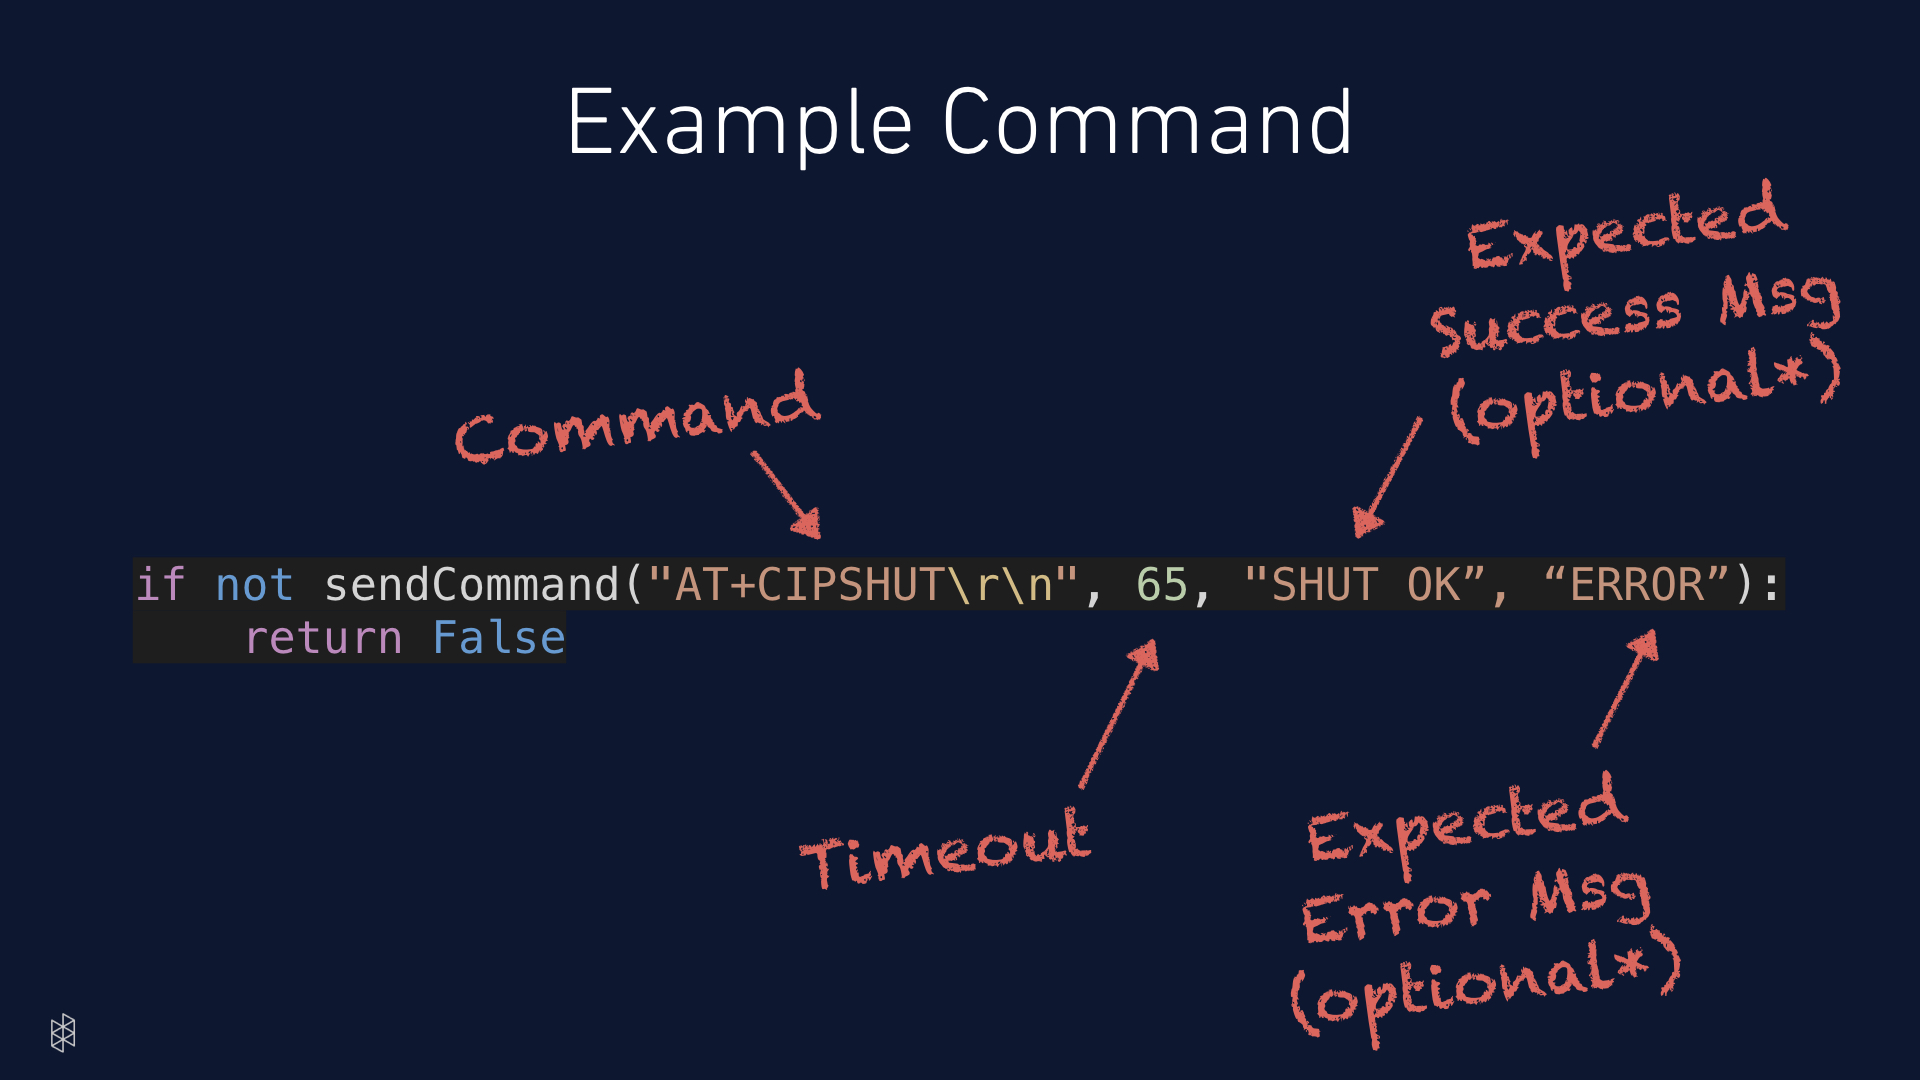 Example Command
Expected
Success Msg
(optional*)
Command
if not sendCommand("AT+CIPSHUT\r\n", 65, "SHUT OK”, “ERROR”):
    return False
Timeout
Expected
Error Msg
(optional*)